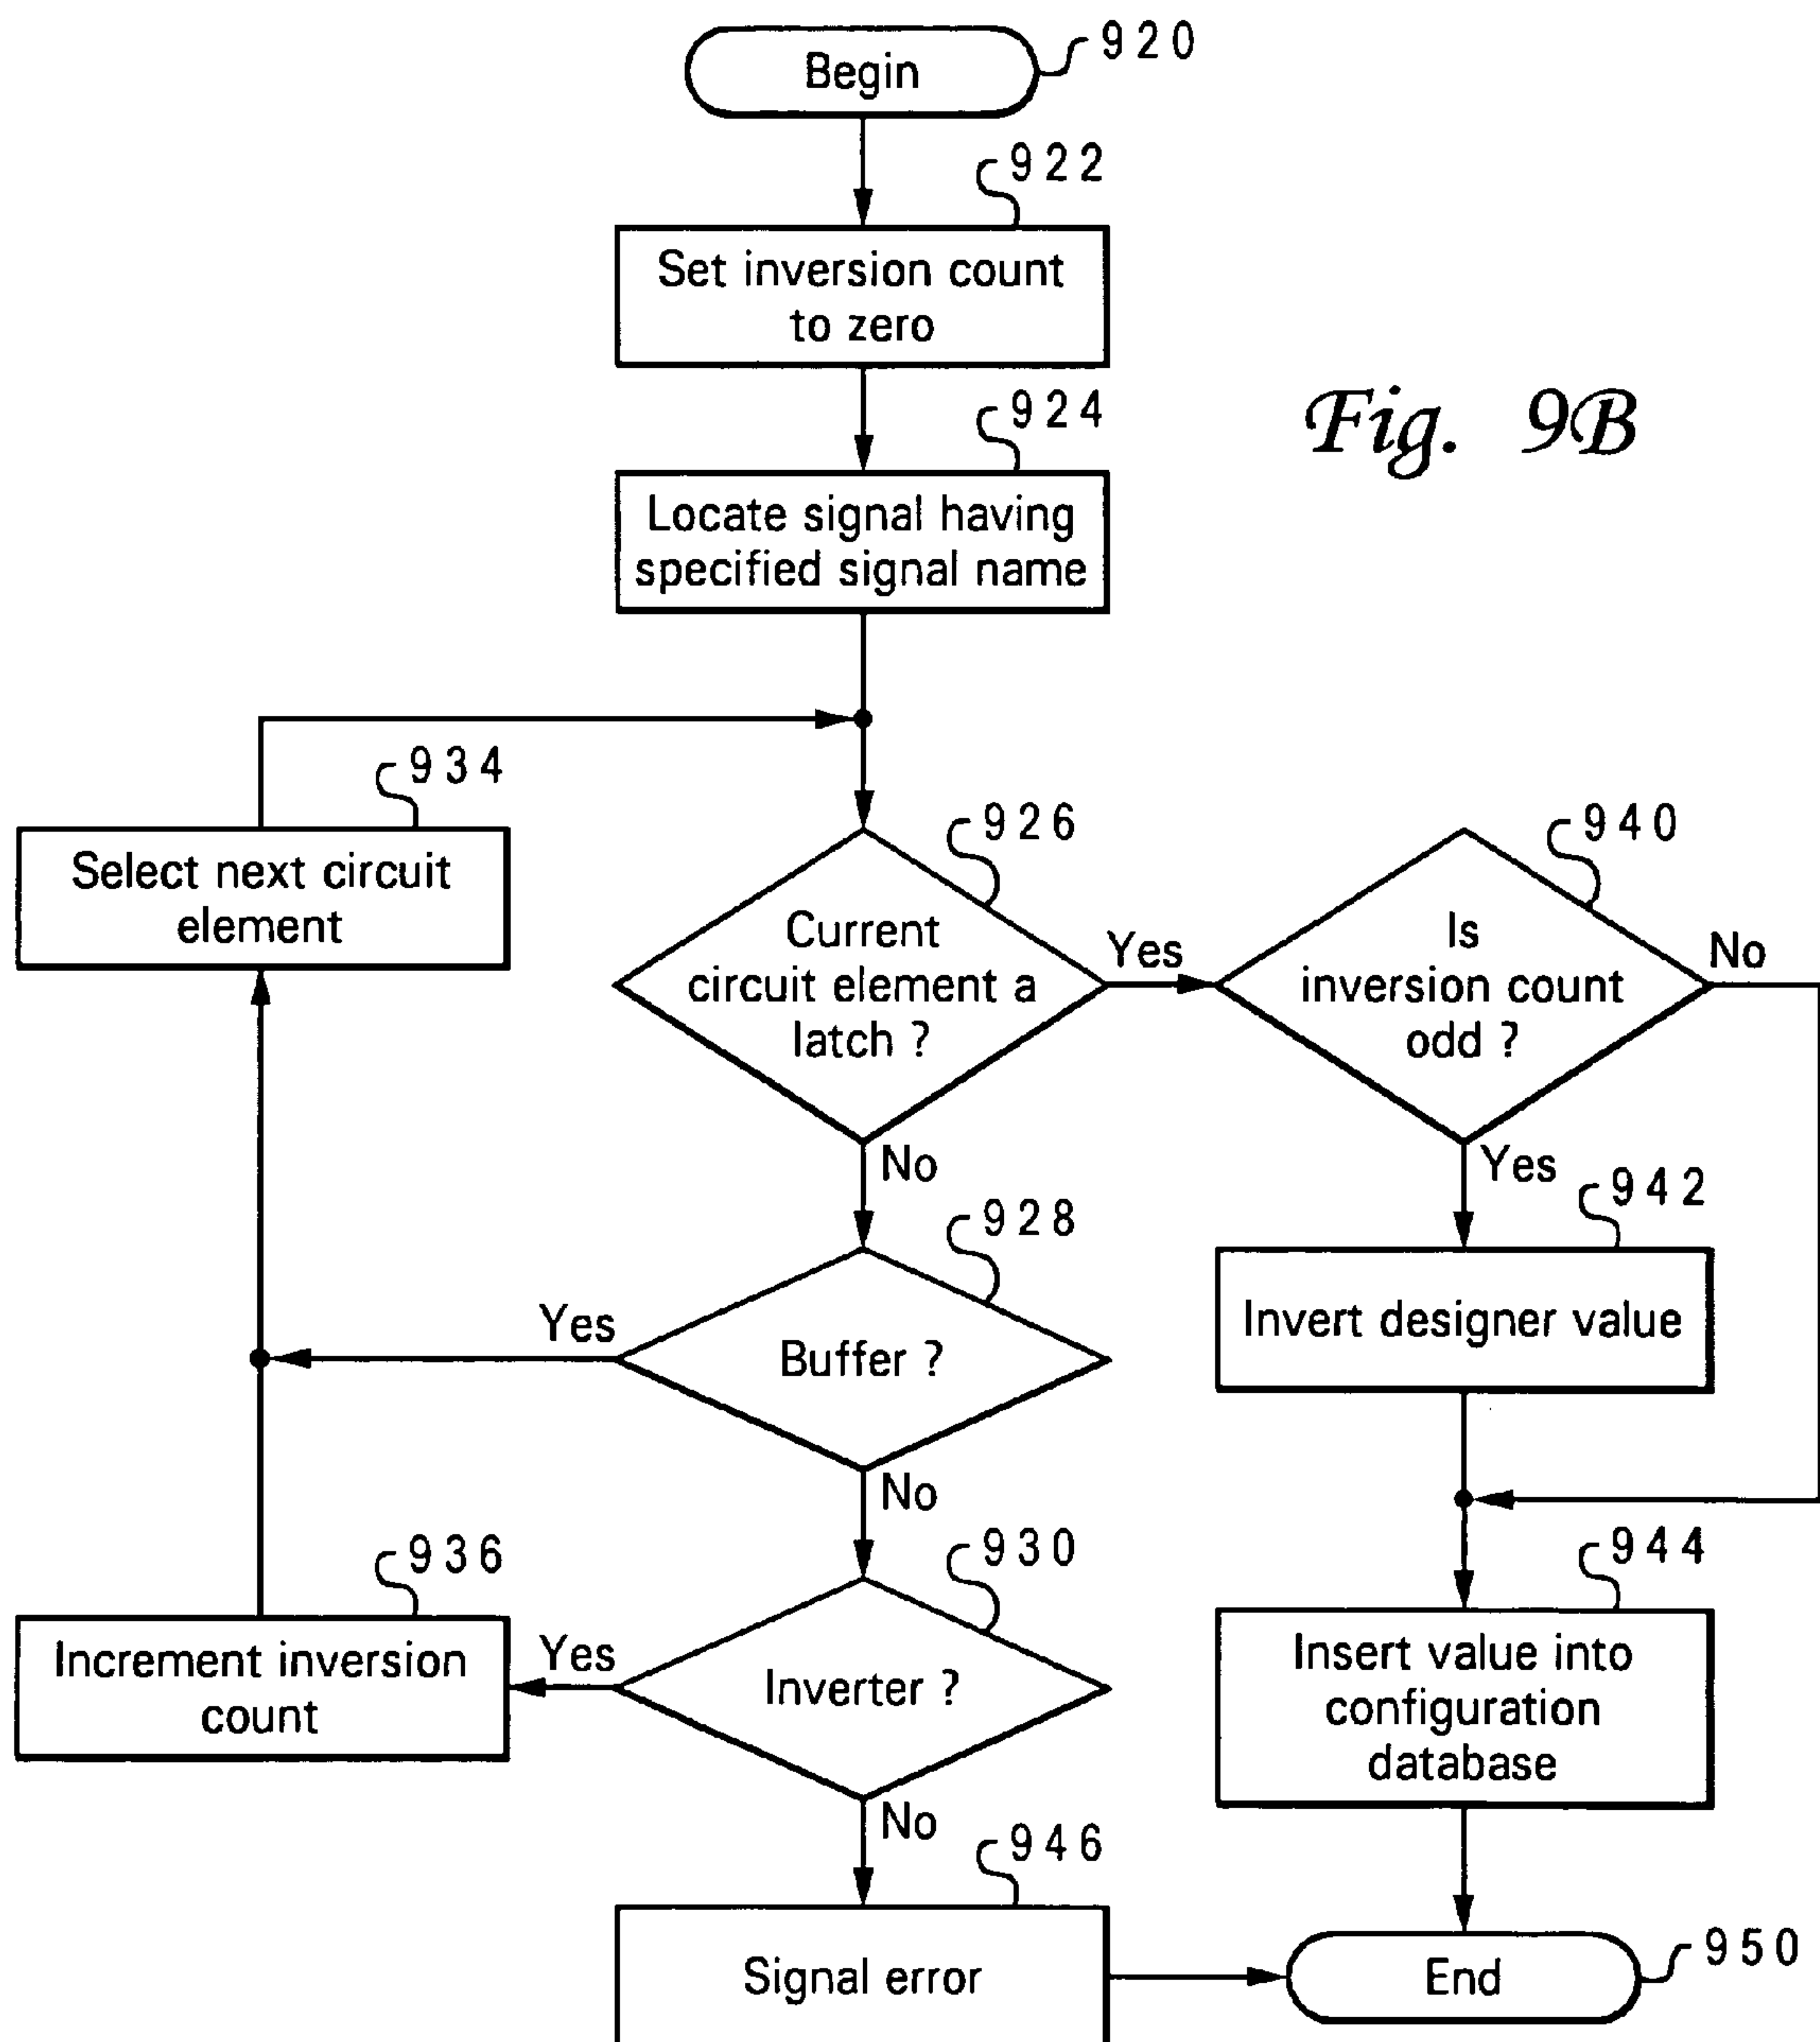 Begin
920
922
Set inversion count
to zero
Fig. 9B
924
Locate signal having
specified signal name
934
Select next circuit
element
926
Current
circuit element a
latch ?
Yes
No
940
Is
inversion count
odd ?
No
Yes
942
Invert designer value
928
Buffer ?
Yes
No
936
Increment inversion
count
930
Inverter ?
Yes
No
944
Insert value into
configuration
database
946
Signal error
End
950